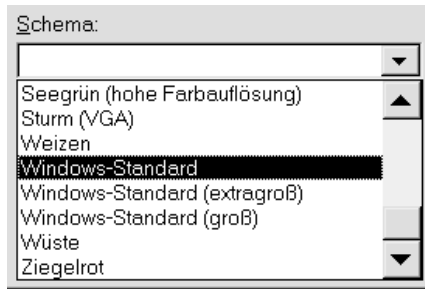 Schema:
Seegrün (hohe Farbauflösung)
Sturm (VGA)
Weizen
Windows-Standard
Windows-Standard (extragroß)
Windows-Standard (groß)
Wüste
Ziegelrot